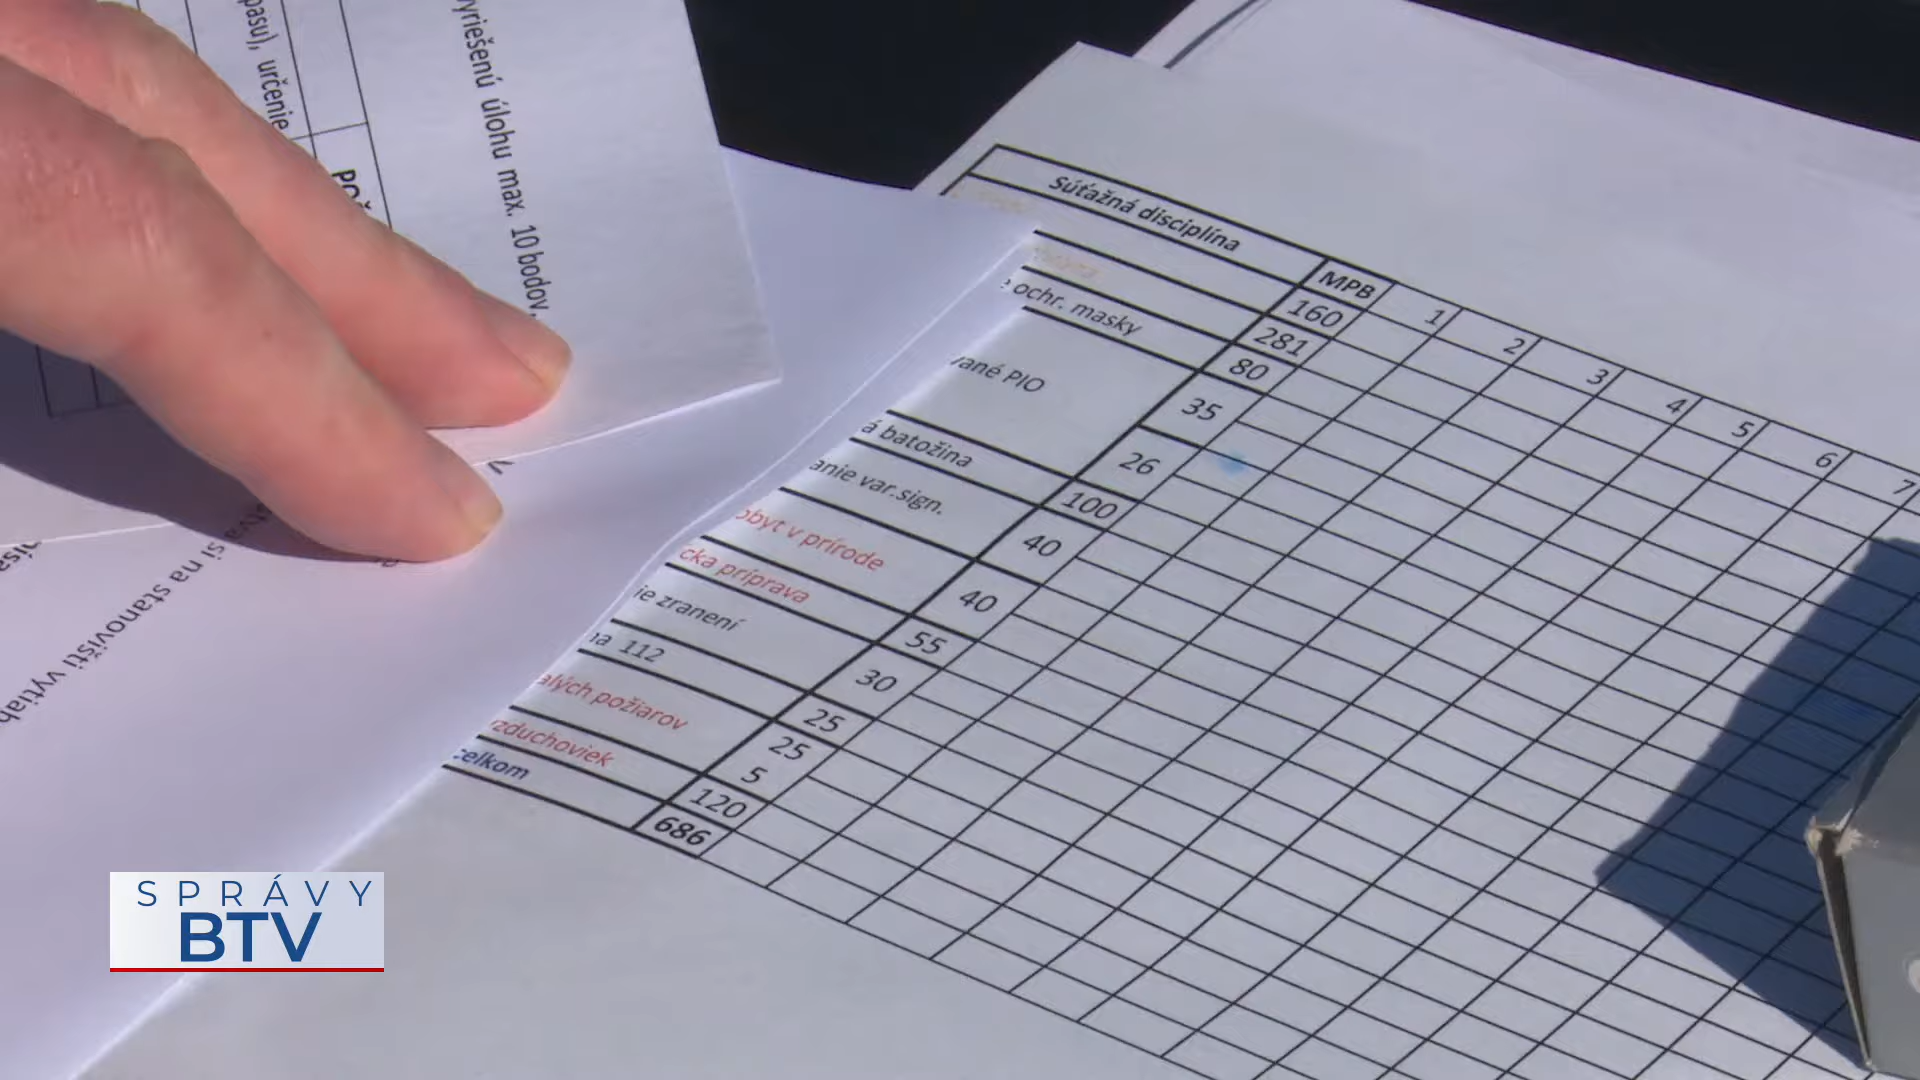 pasu), určenie
vyriešenú úlohu max. 10 bodov.
si na stanovišti vytiah
Súťažná disciplína MPB 1 2 3 4 5 6 7
160
281
ochr. masky 80
35
vané PIO 26
á batožina 100
anie var.sign. 40
obyt v prírode 40
cka príprava 55
ie zranení 30
na 112 25
25
alých požiarov 5
vzduchoviek 120
celkom 686
SPRÁVY
BTV